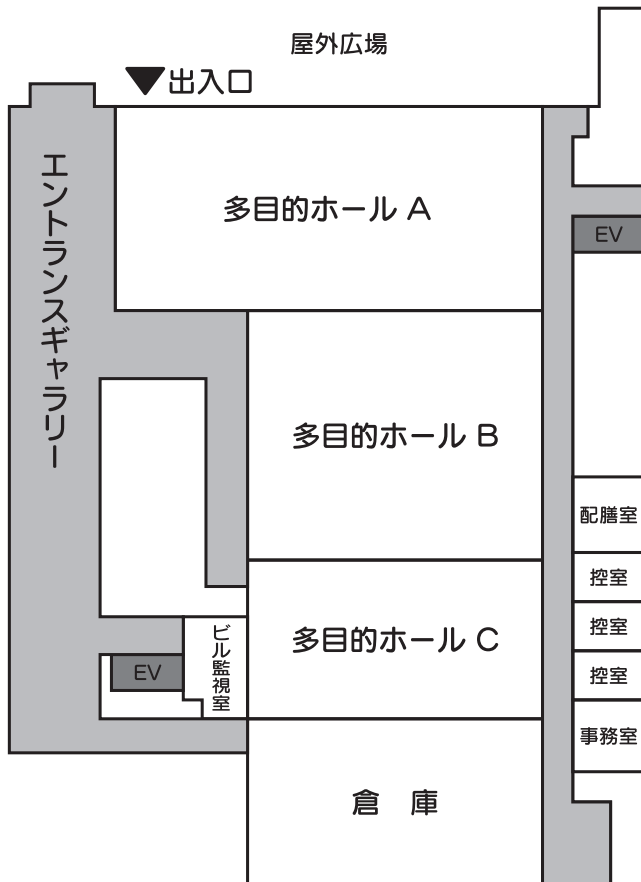 屋外広場
▼出入口
エントランスギャラリー
多目的ホール A
EV
多目的ホール B
配膳室
控室
控室
控室
多目的ホール C
ビル監視室
EV
事務室
倉 庫